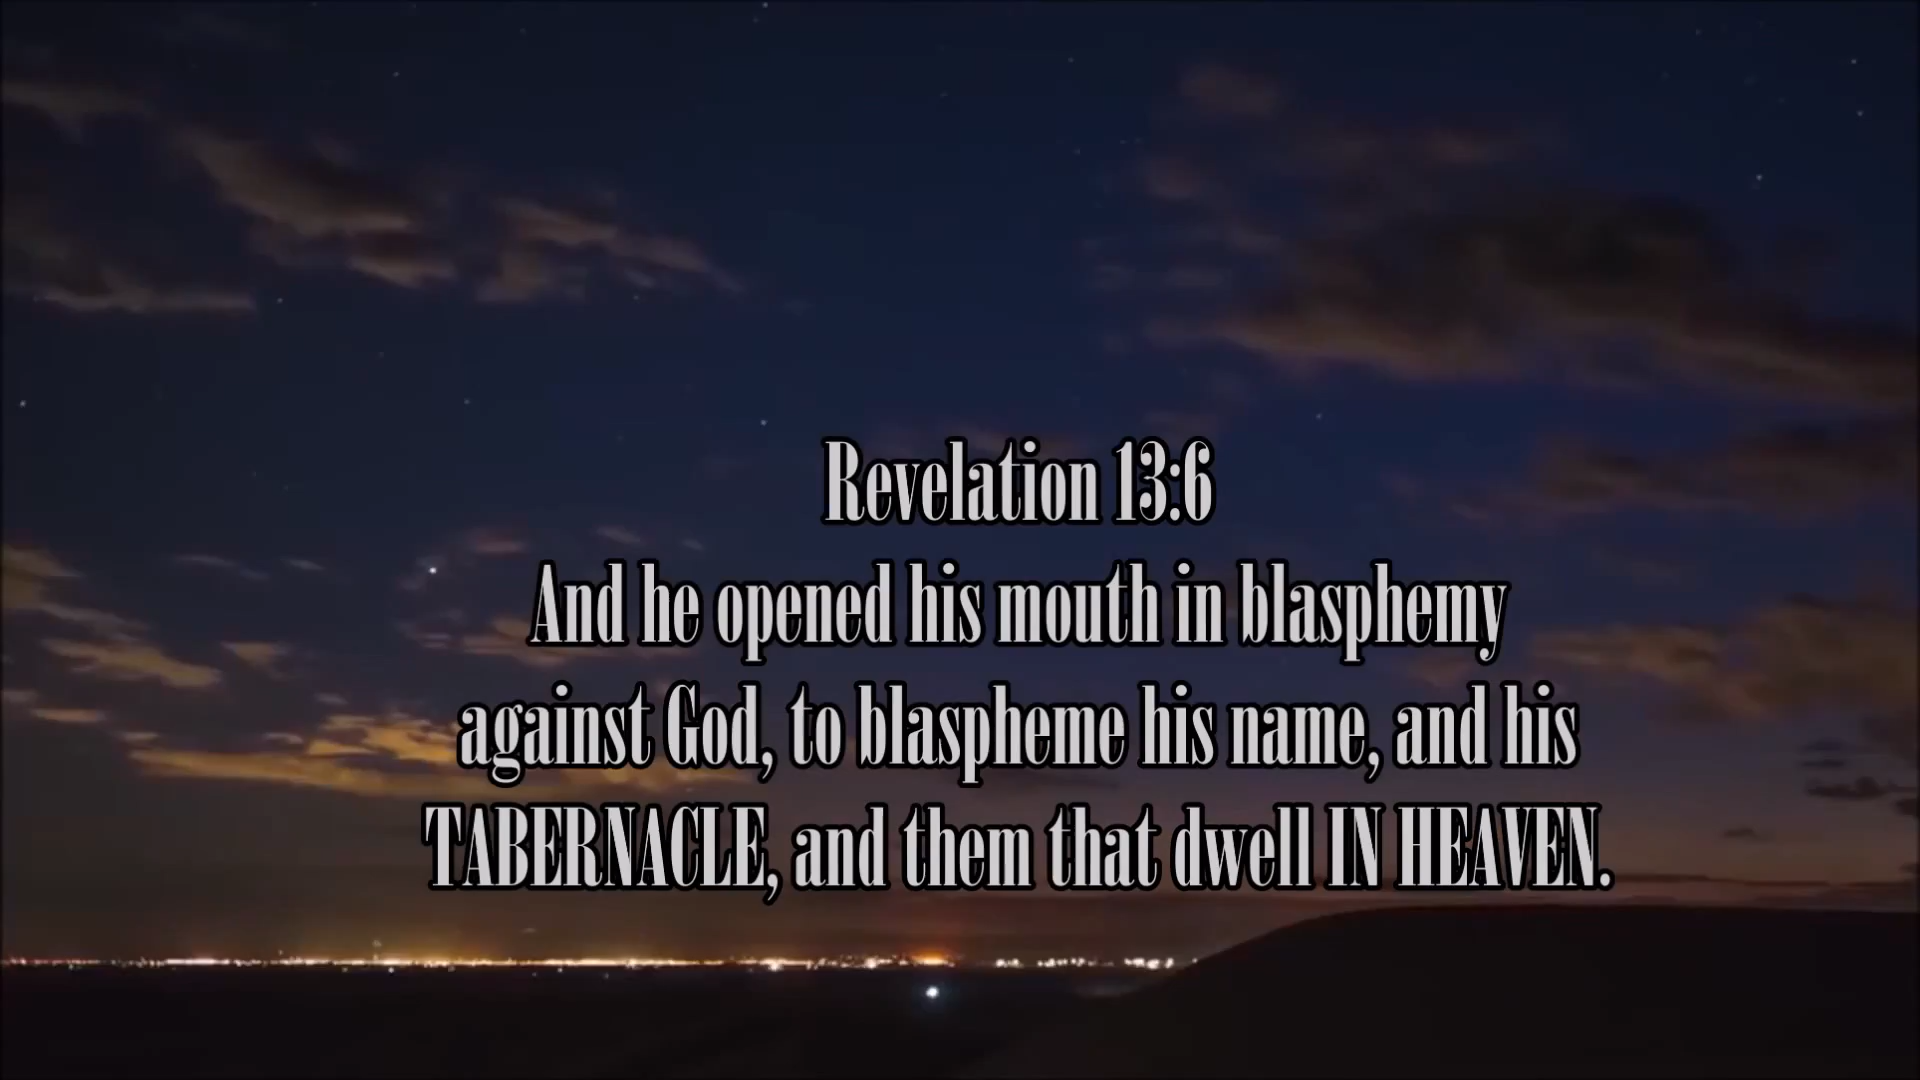 Revelation 13:6
And he opened his mouth in blasphemy
against God, to blaspheme his name, and his
TABERNACLE, and them that dwell IN HEAVEN.